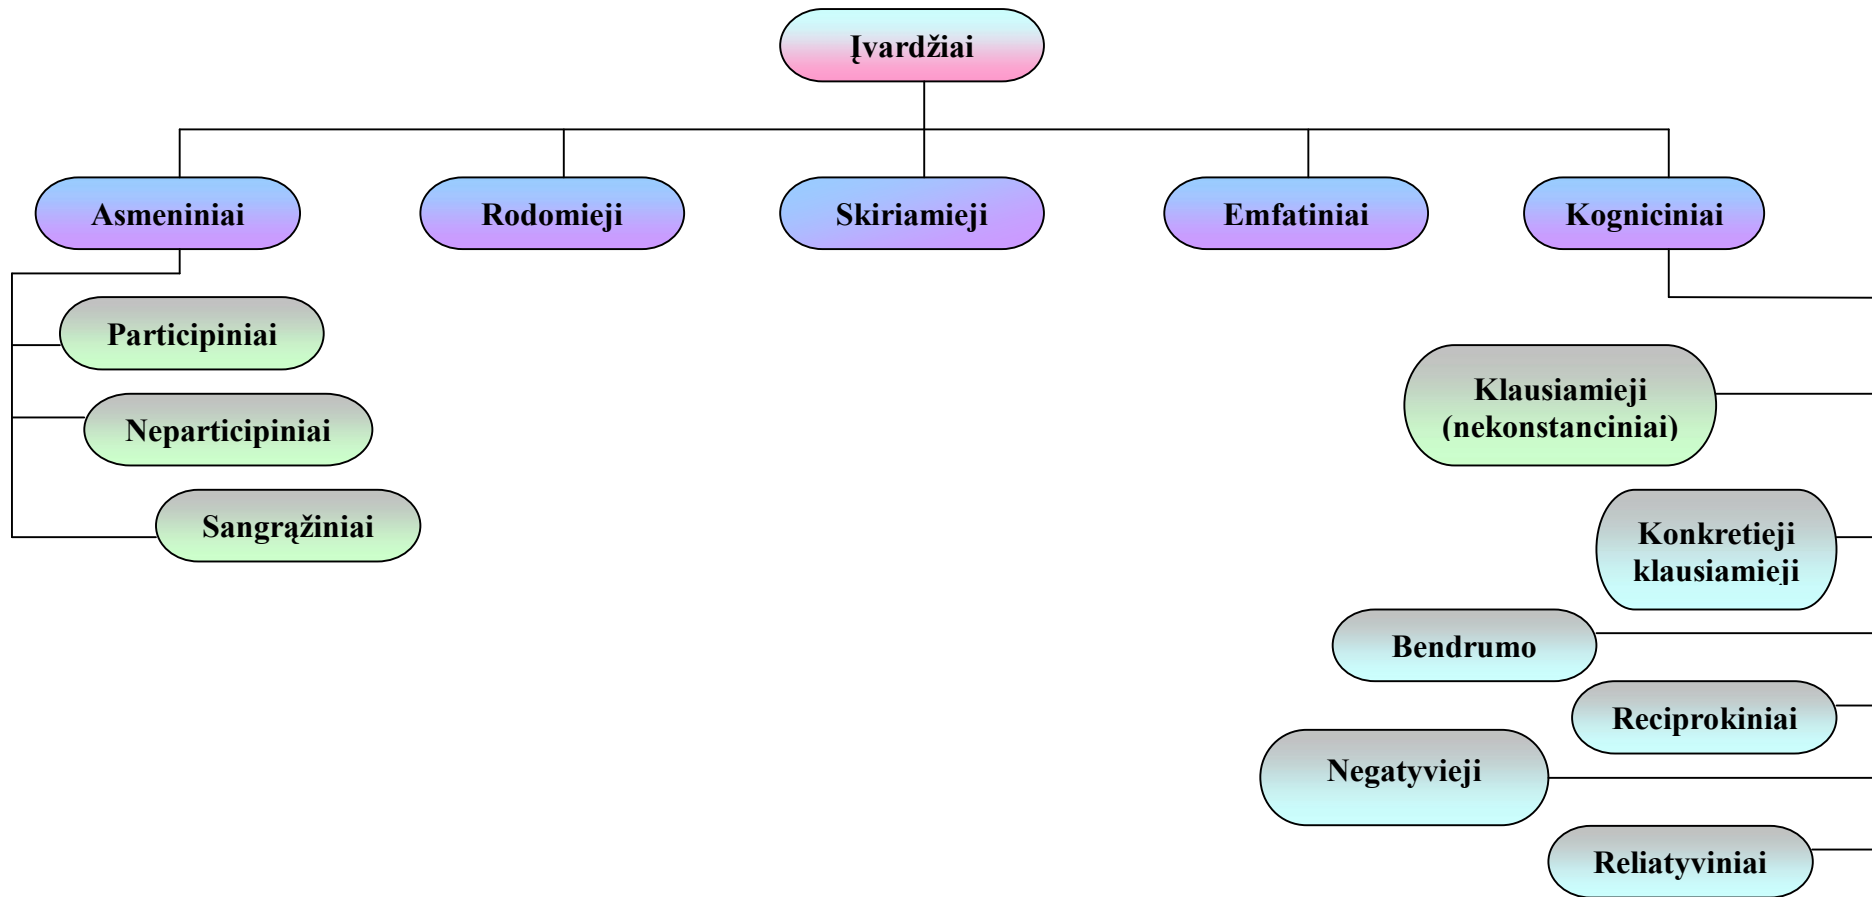 Įvardžiai
Asmeniniai
Rodomieji
Skiriamieji
Emfatiniai
Kogniciniai
Participiniai
Neparticipiniai
Sangrąžiniai
Klausiamieji
(nekonstanciniai)
Konkretieji
klausiamieji
Bendrumo
Reciprokiniai
Negatyvieji
Reliatyviniai